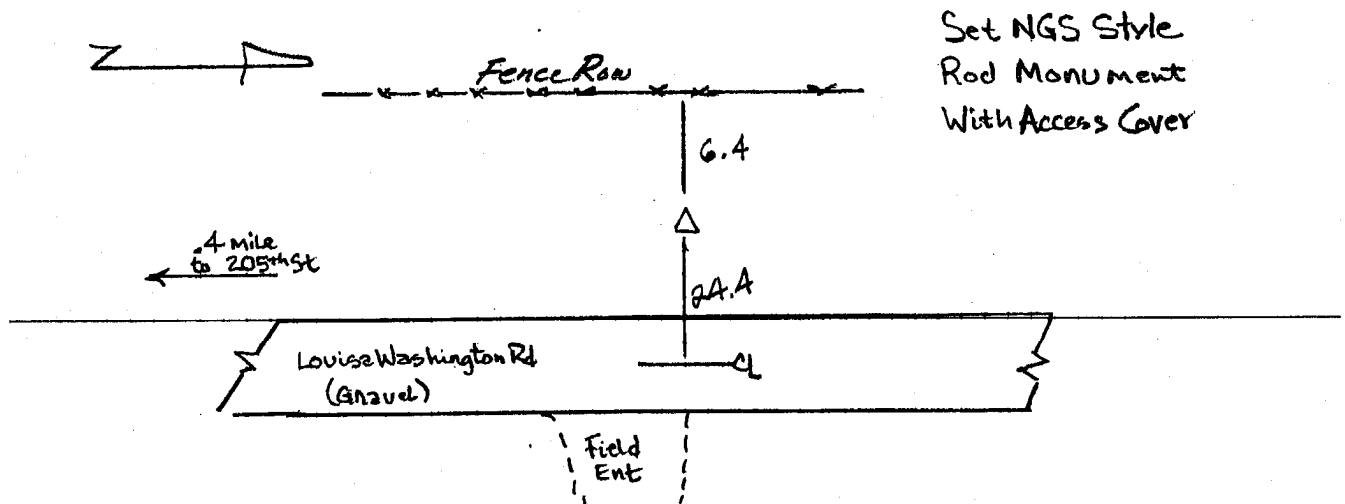 Set NGS Style
Rod Monument
With Access Cover
N
Fence Row
6.4
.4 mile
to 205th St
24.4
Louisa Washington Rd
(Gravel)
CL
Field
Ent